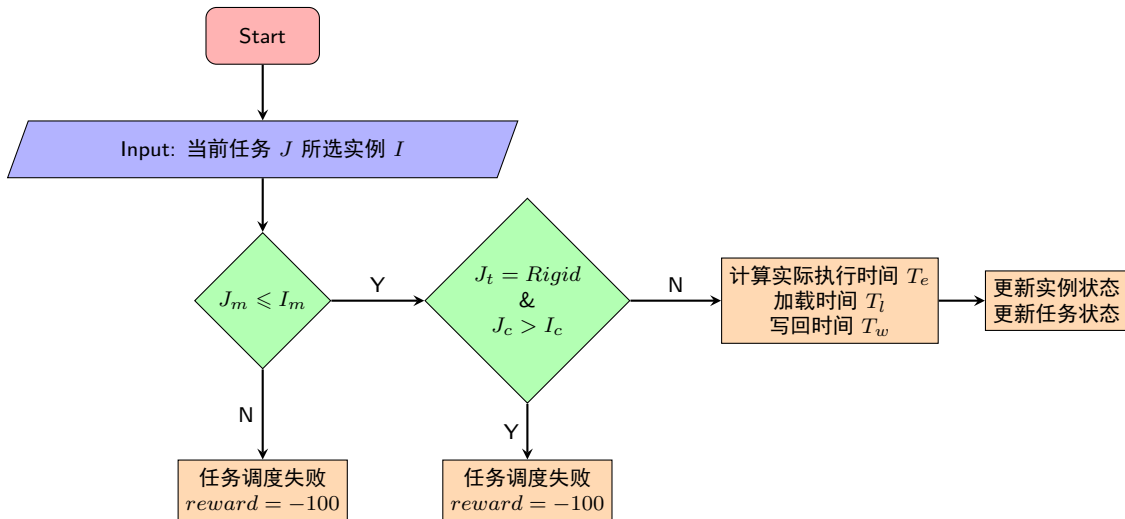 Start
Input: 当前任务 J 所选实例 I
J_m ⩽ I_m
Y
J_t = Rigid
&
J_c > I_c
N
计算实际执行时间 T_e
加载时间 T_l
写回时间 T_w
更新实例状态
更新任务状态
N
Y
任务调度失败
reward = −100
任务调度失败
reward = −100